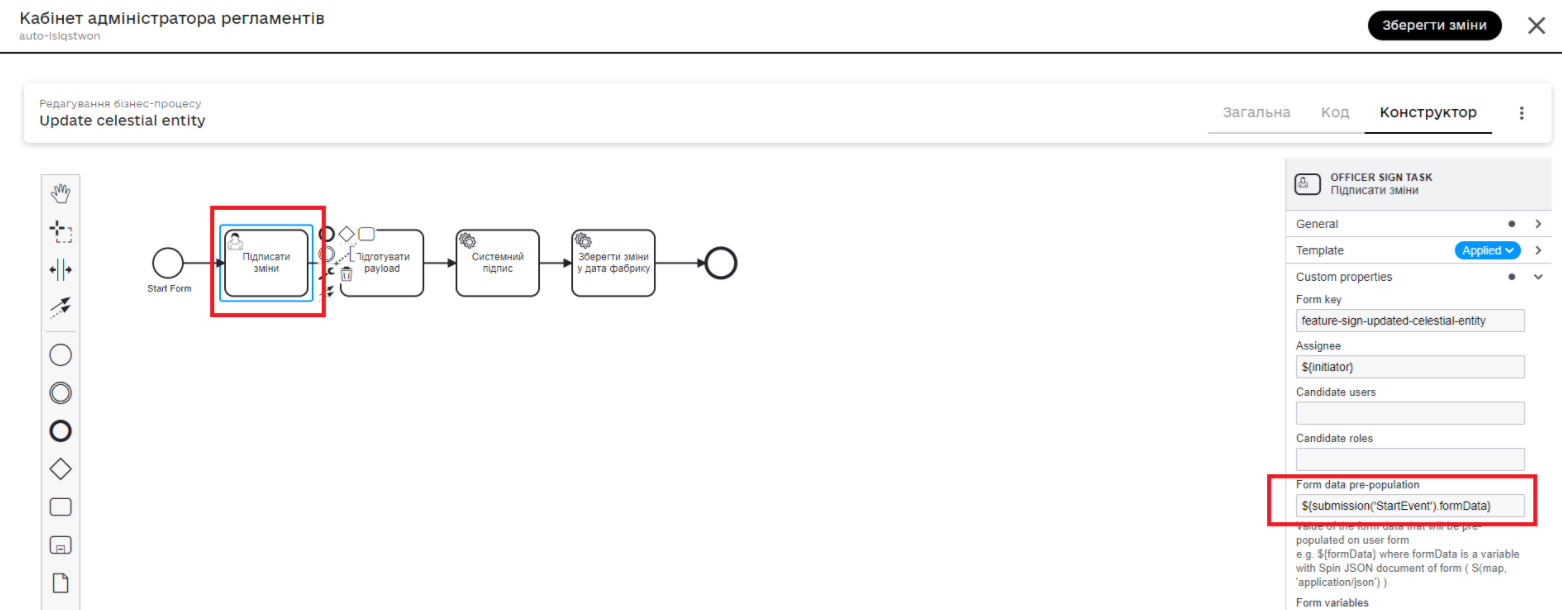 Кабінет адміністратора регламентів
auto-lslqstwon
Зберегти зміни
Редагування бізнес-процесу
Update celestial entity
Загальна
Код
Конструктор
Start Form
Підписати
зміни
Підготувати
payload
Системний
підпис
Зберегти зміни
у дата фабрику
OFFICER SIGN TASK
Підписати зміни
General
Template
Applied
Custom properties
Form key
feature-sign-updated-celestial-entity
Assignee
${initiator}
Candidate users
Candidate roles
Form data pre-population
${submission('StartEvent').formData}
Value of the form data that will be pre-
populated on user form
e.g. ${formData} where formData is a variable
with Spin JSON document of form ( S(map,
'application/json') )
Form variables